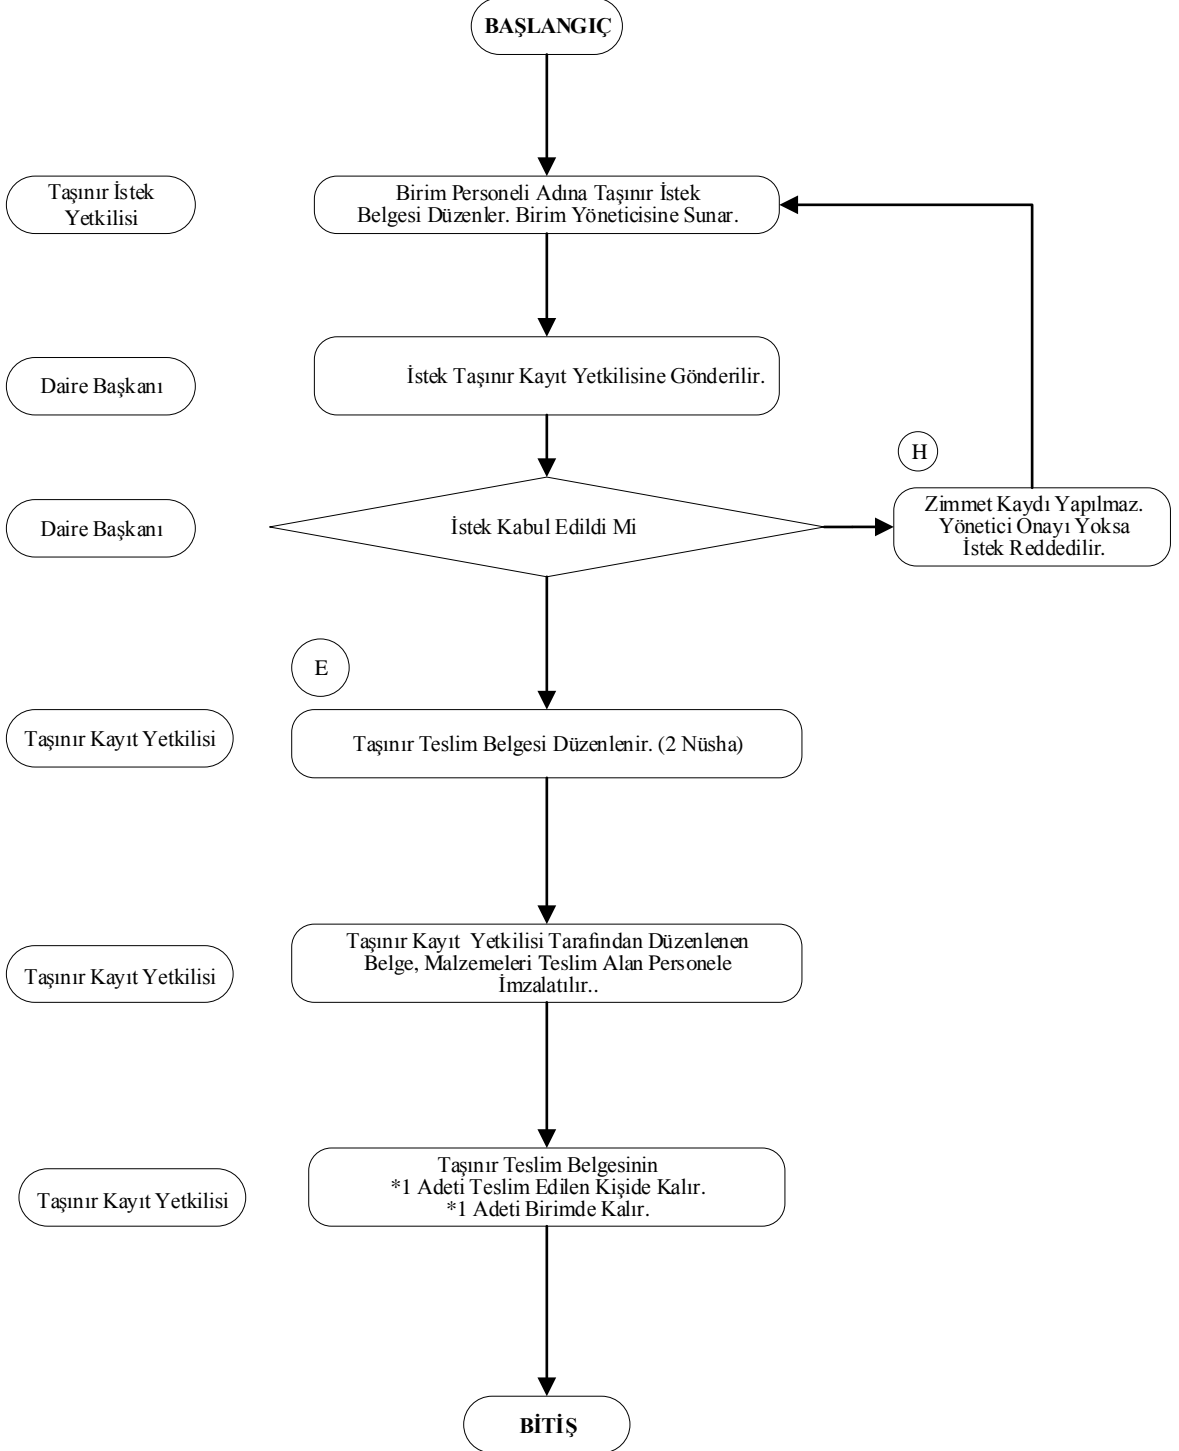 BAŞLANGIÇ
Taşınır İstek
Yetkilisi
Birim Personeli Adına Taşınır İstek
Belgesi Düzenler. Birim Yöneticisine Sunar.
Daire Başkanı
İstek Taşınır Kayıt Yetkilisine Gönderilir.
H
Daire Başkanı
İstek Kabul Edildi Mi
Zimmet Kaydı Yapılmaz.
Yönetici Onayı Yoksa
İstek Reddedilir.
E
Taşınır Kayıt Yetkilisi
Taşınır Teslim Belgesi Düzenlenir. (2 Nüsha)
Taşınır Kayıt Yetkilisi
Taşınır Kayıt Yetkilisi Tarafından Düzenlenen
Belge, Malzemeleri Teslim Alan Personele
İmzalatılır..
Taşınır Kayıt Yetkilisi
Taşınır Teslim Belgesinin
*1 Adeti Teslim Edilen Kişide Kalır.
*1 Adeti Birimde Kalır.
BİTİŞ